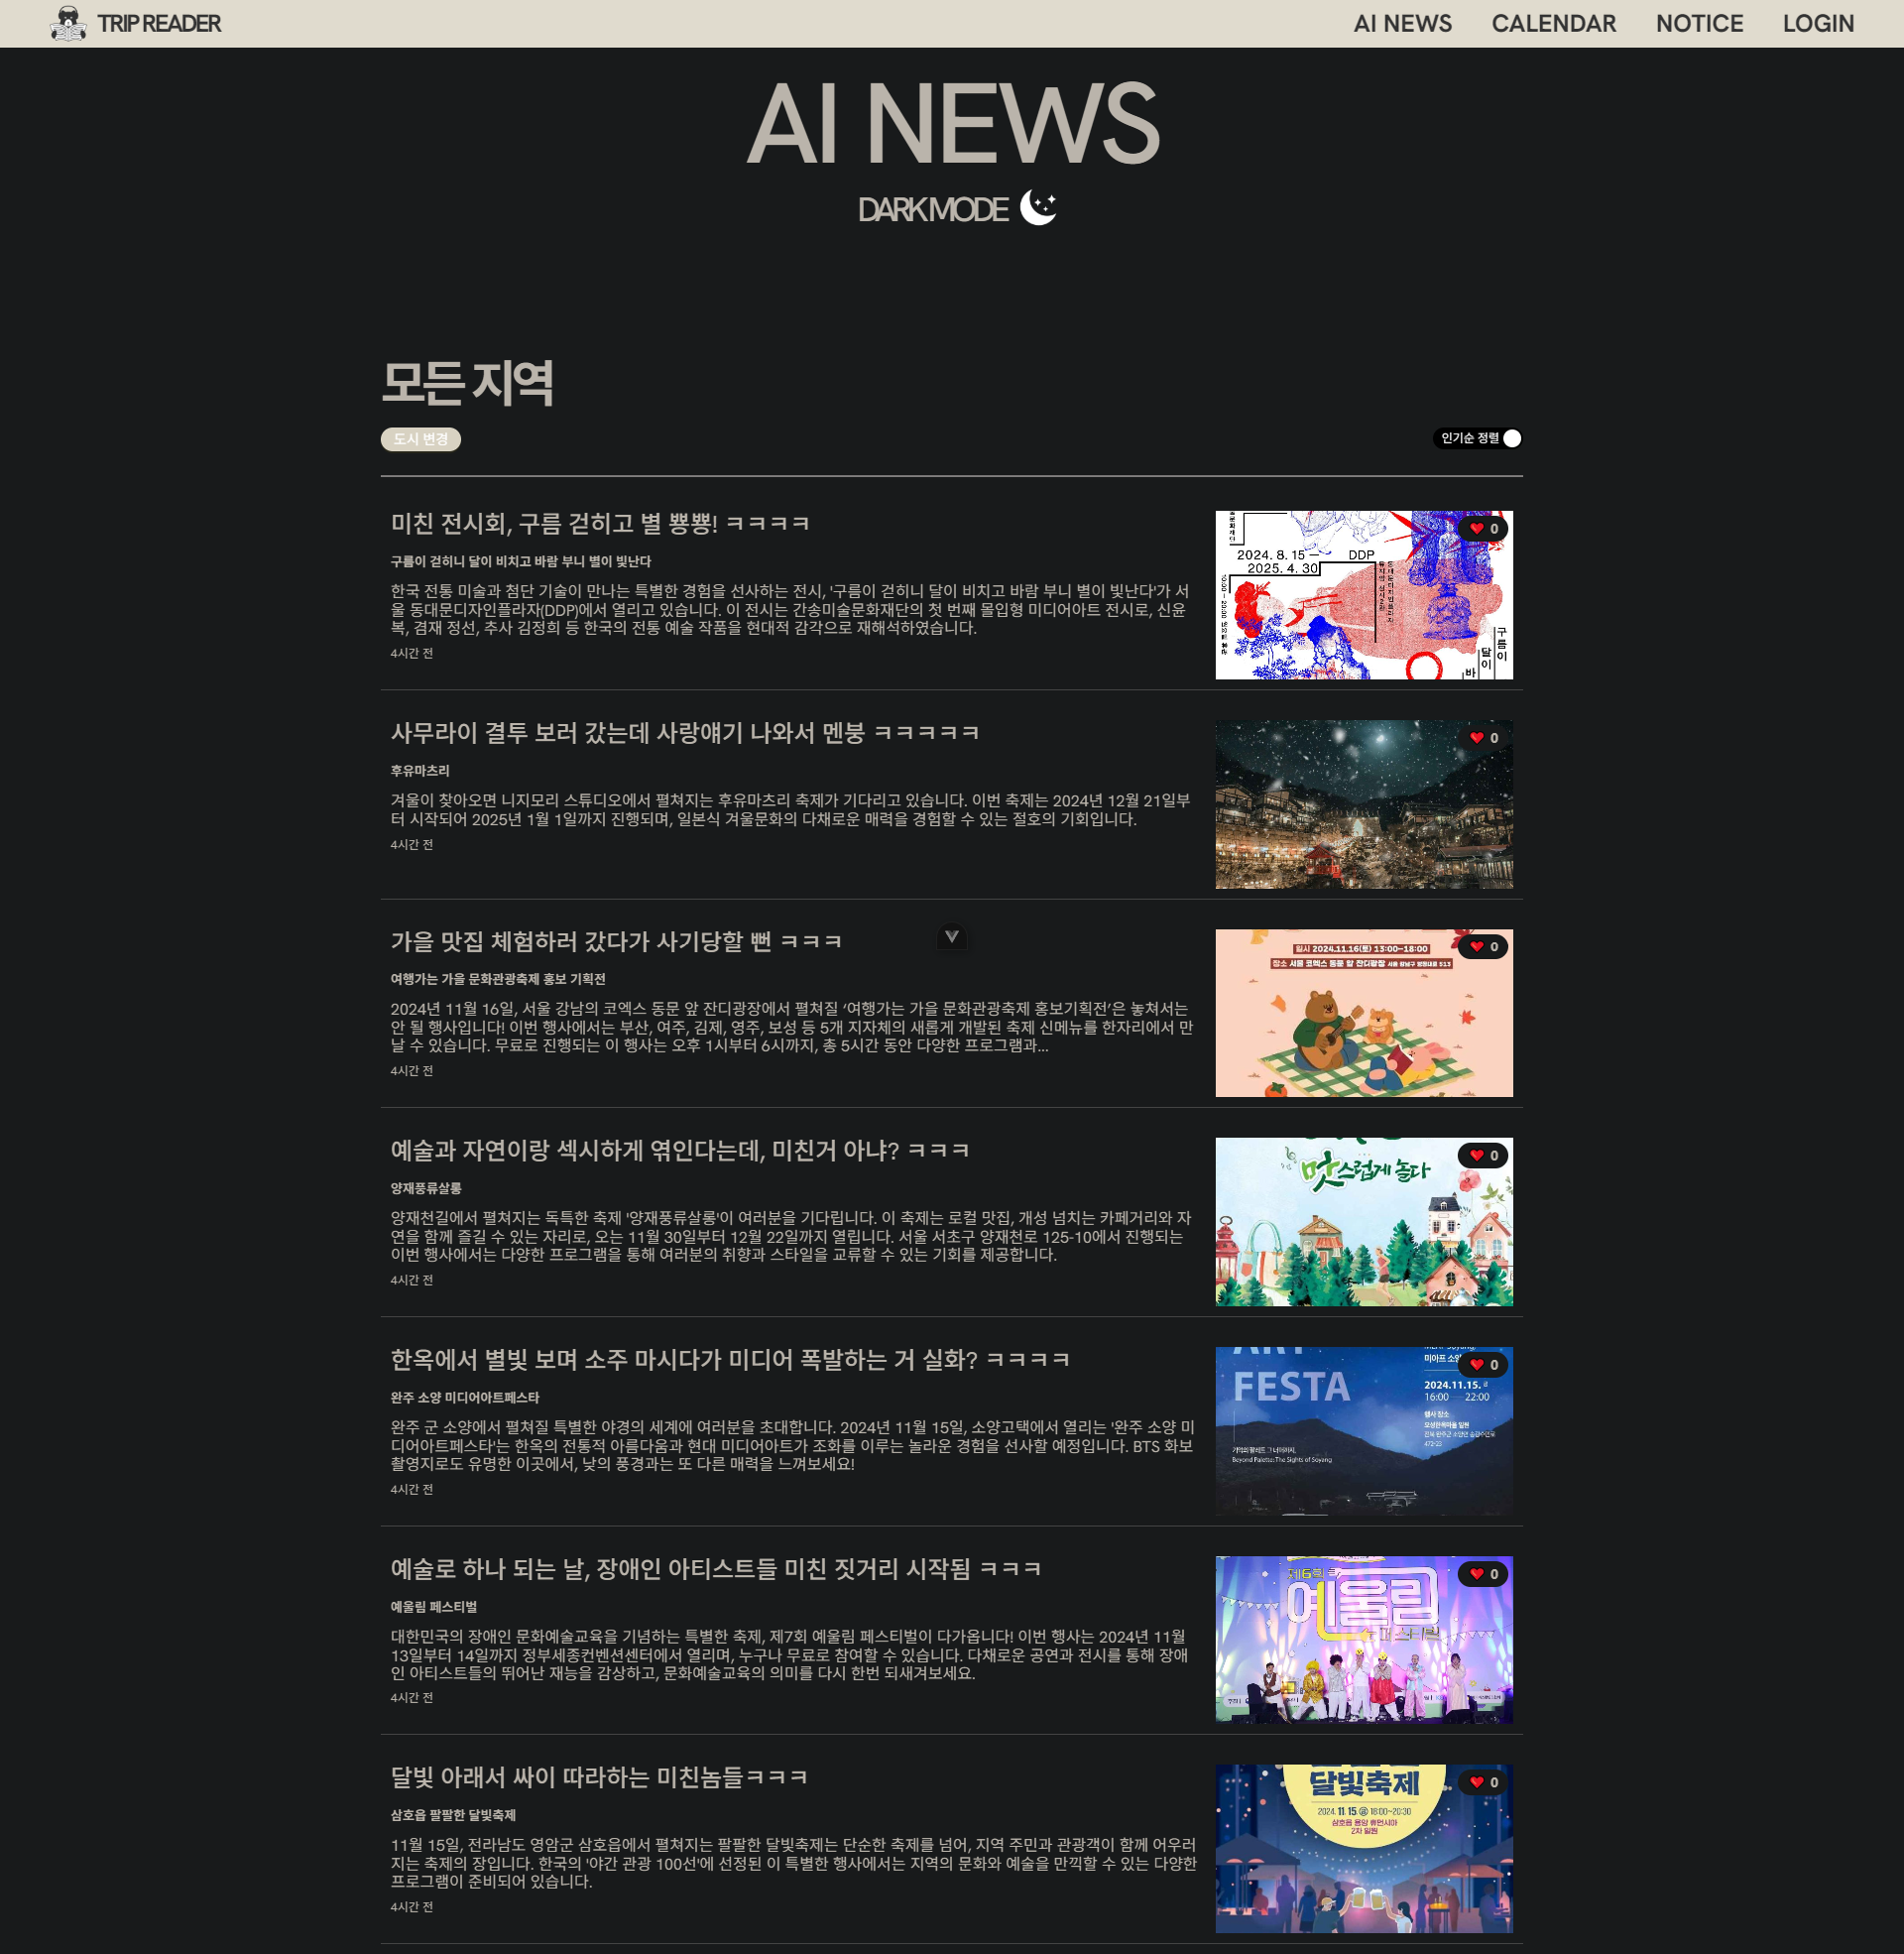 TRIP READER
AI NEWS
CALENDAR
NOTICE
LOGIN
AI NEWS
DARK MODE
모든 지역
도시 변경
인기순 정렬
미친 전시회, 구름 걷히고 별 뿅뿅! ㅋㅋㅋㅋ
구름이 걷히니 달이 비치고 바람 부니 별이 빛난다
한국 전통 미술과 첨단 기술이 만나는 특별한 경험을 선사하는 전시, '구름이 걷히니 달이 비치고 바람 부니 별이 빛난다'가 서
울 동대문디자인플라자(DDP)에서 열리고 있습니다. 이 전시는 간송미술문화재단의 첫 번째 몰입형 미디어아트 전시로, 신윤
복, 겸재 정선, 추사 김정희 등 한국의 전통 예술 작품을 현대적 감각으로 재해석하였습니다.
4시간 전
0
2024. 8. 15 —
DDP
2025. 4. 30
구름이
달이
바
사무라이 결투 보러 갔는데 사랑얘기 나와서 멘붕 ㅋㅋㅋㅋㅋ
후유마츠리
겨울이 찾아오면 니지모리 스튜디오에서 펼쳐지는 후유마츠리 축제가 기다리고 있습니다. 이번 축제는 2024년 12월 21일부
터 시작되어 2025년 1월 1일까지 진행되며, 일본식 겨울문화의 다채로운 매력을 경험할 수 있는 절호의 기회입니다.
4시간 전
0
가을 맛집 체험하러 갔다가 사기당할 뻔 ㅋㅋㅋ
여행가는 가을 문화관광축제 홍보 기획전
2024년 11월 16일, 서울 강남의 코엑스 동문 앞 잔디광장에서 펼쳐질 ‘여행가는 가을 문화관광축제 홍보기획전’은 놓쳐서는
안 될 행사입니다! 이번 행사에서는 부산, 여주, 김제, 영주, 보성 등 5개 지자체의 새롭게 개발된 축제 신메뉴를 한자리에서 만
날 수 있습니다. 무료로 진행되는 이 행사는 오후 1시부터 6시까지, 총 5시간 동안 다양한 프로그램과...
4시간 전
0
일시 2024.11.16(토) 13:00~18:00
장소 서울 코엑스 동문 앞 잔디광장 서울 강남구 영동대로 513
예술과 자연이랑 섹시하게 엮인다는데, 미친거 아냐? ㅋㅋㅋ
양재풍류살롱
양재천길에서 펼쳐지는 독특한 축제 '양재풍류살롱'이 여러분을 기다립니다. 이 축제는 로컬 맛집, 개성 넘치는 카페거리와 자
연을 함께 즐길 수 있는 자리로, 오는 11월 30일부터 12월 22일까지 열립니다. 서울 서초구 양재천로 125-10에서 진행되는
이번 행사에서는 다양한 프로그램을 통해 여러분의 취향과 스타일을 교류할 수 있는 기회를 제공합니다.
4시간 전
0
맛스럽게 놀다
한옥에서 별빛 보며 소주 마시다가 미디어 폭발하는 거 실화? ㅋㅋㅋㅋ
완주 소양 미디어아트페스타
완주 군 소양에서 펼쳐질 특별한 야경의 세계에 여러분을 초대합니다. 2024년 11월 15일, 소양고택에서 열리는 '완주 소양 미
디어아트페스타'는 한옥의 전통적 아름다움과 현대 미디어아트가 조화를 이루는 놀라운 경험을 선사할 예정입니다. BTS 화보
촬영지로도 유명한 이곳에서, 낮의 풍경과는 또 다른 매력을 느껴보세요!
4시간 전
0
FESTA
2024.11.15.
16:00 — 22:00
행사 장소
오성한옥마을 일원
472-23
Beyond Palette: The Sights of Soyang
예술로 하나 되는 날, 장애인 아티스트들 미친 짓거리 시작됨 ㅋㅋㅋ
예울림 페스티벌
대한민국의 장애인 문화예술교육을 기념하는 특별한 축제, 제7회 예울림 페스티벌이 다가옵니다! 이번 행사는 2024년 11월
13일부터 14일까지 정부세종컨벤션센터에서 열리며, 누구나 무료로 참여할 수 있습니다. 다채로운 공연과 전시를 통해 장애
인 아티스트들의 뛰어난 재능을 감상하고, 문화예술교육의 의미를 다시 한번 되새겨보세요.
4시간 전
0
제6회
예울림
페스티벌
달빛 아래서 싸이 따라하는 미친놈들ㅋㅋㅋ
삼호읍 팔팔한 달빛축제
11월 15일, 전라남도 영암군 삼호읍에서 펼쳐지는 팔팔한 달빛축제는 단순한 축제를 넘어, 지역 주민과 관광객이 함께 어우러
지는 축제의 장입니다. 한국의 '야간 관광 100선'에 선정된 이 특별한 행사에서는 지역의 문화와 예술을 만끽할 수 있는 다양한
프로그램이 준비되어 있습니다.
4시간 전
0
달빛축제
2024. 11. 15 금 18:00~20:30
삼호읍 용앙 휴먼시아
2차 일원